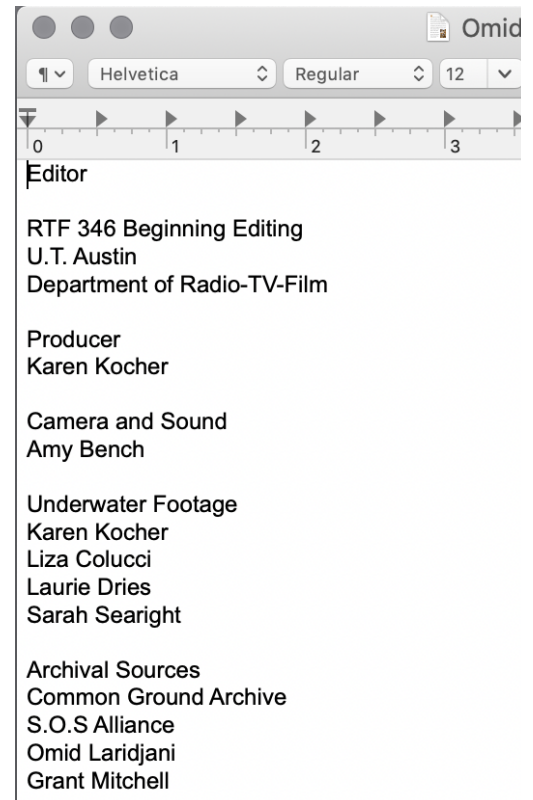 Omid
¶
Helvetica
Regular
12
0 1 2 3
Editor
RTF 346 Beginning Editing
U.T. Austin
Department of Radio-TV-Film
Producer
Karen Kocher
Camera and Sound
Amy Bench
Underwater Footage
Karen Kocher
Liza Colucci
Laurie Dries
Sarah Searight
Archival Sources
Common Ground Archive
S.O.S Alliance
Omid Laridjani
Grant Mitchell